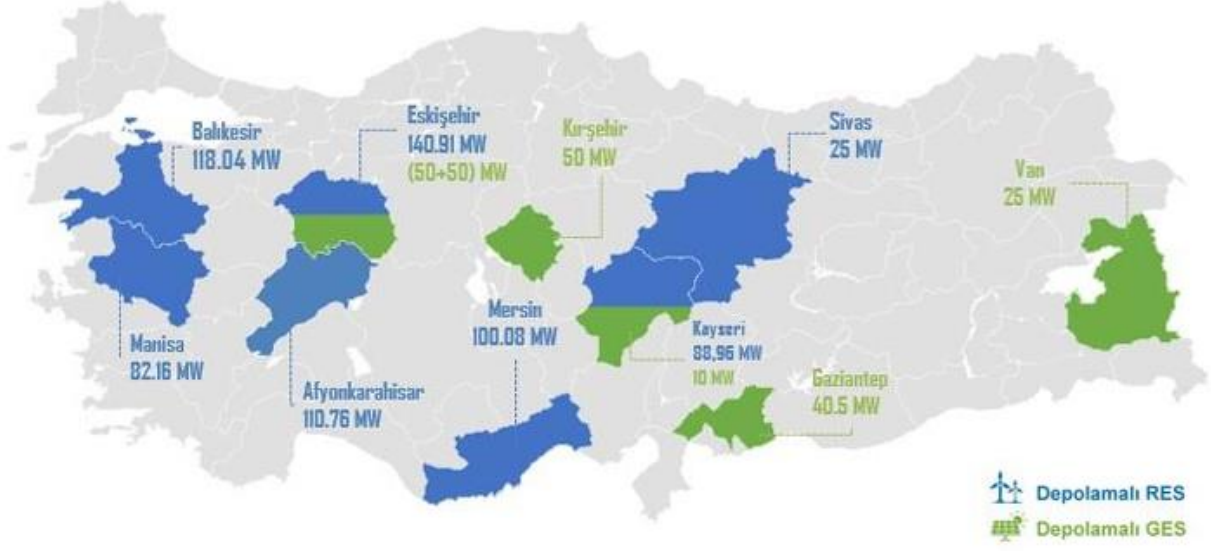 Balıkesir
118.04 MW
Eskişehir
140.91 MW
(50+50) MW
Kırşehir
50 MW
Sivas
25 MW
Van
25 MW
Manisa
82.16 MW
Afyonkarahisar
110.76 MW
Mersin
100.08 MW
Kayseri
88,96 MW
10 MW
Gaziantep
40.5 MW
Depolamalı RES
Depolamalı GES